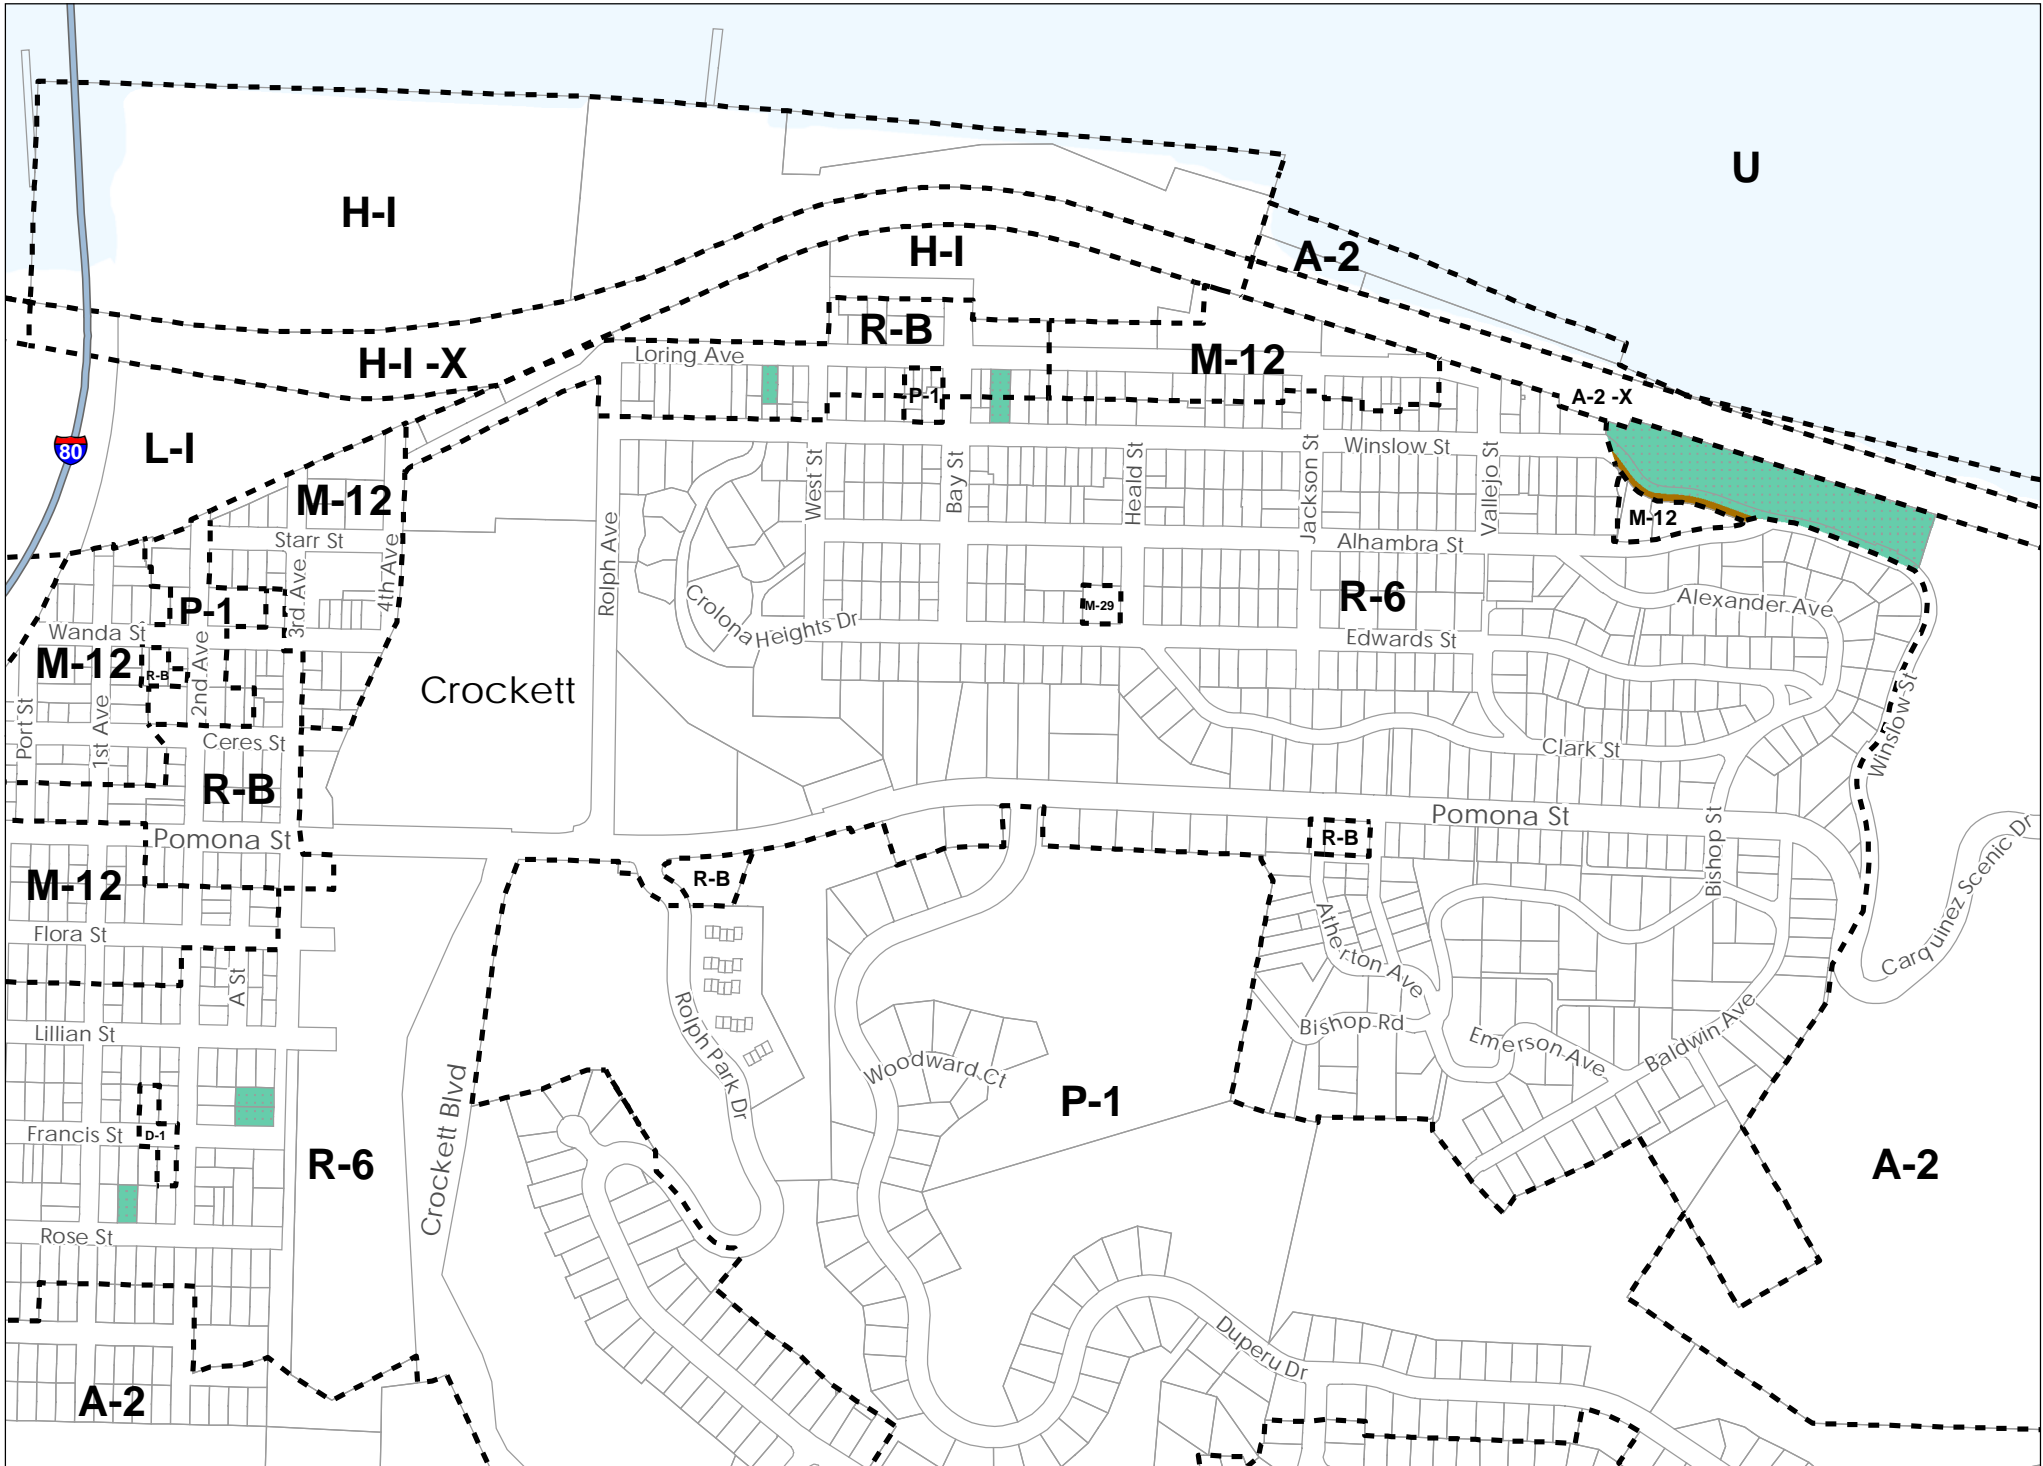 U
H-I
H-I
A-2
R-B
Loring Ave
M-12
H-I -X
P-1
A-2 -X
L-I
80
Winslow St
West St
Bay St
Heald St
Jackson St
Vallejo St
M-12
M-12
Starr St
Alhambra St
Rolph Ave
3rd Ave
4th Ave
P-1
M-29
R-6
Alexander Ave
Crolona Heights Dr
Wanda St
Edwards St
M-12
R-B
2nd Ave
Crockett
Port St
1st Ave
Winslow St
Ceres St
Clark St
R-B
Pomona St
Pomona St
R-B
Bishop St
M-12
R-B
Carquinez Scenic Dr
Flora St
Atherton Ave
A St
Lillian St
Rolph Park Dr
Bishop Rd
Emerson Ave
Baldwin Ave
Woodward Ct
P-1
Crockett Blvd
Francis St
D-1
R-6
A-2
Rose St
Duperu Dr
A-2